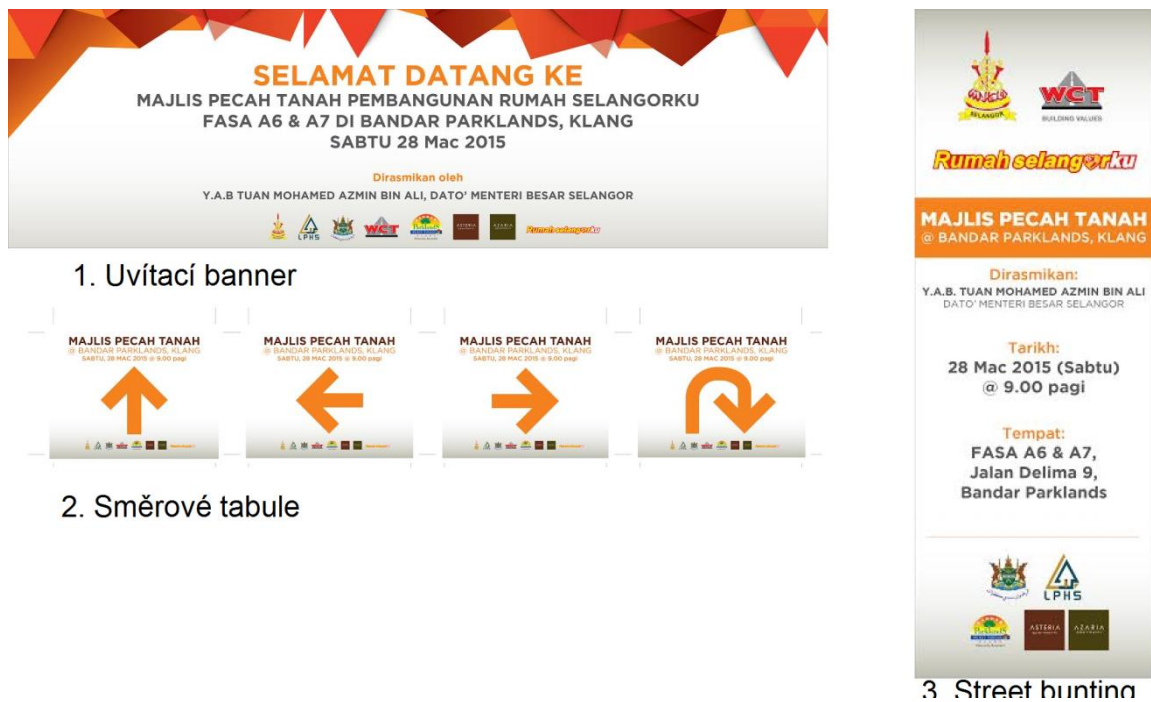 SELAMAT DATANG KE
MAJLIS PECAH TANAH PEMBANGUNAN RUMAH SELANGORKU
FASA A6 & A7 DI BANDAR PARKLANDS, KLANG
SABTU 28 Mac 2015
Dirasmikan oleh
Y.A.B TUAN MOHAMED AZMIN BIN ALI, DATO' MENTERI BESAR SELANGOR
LPHS WCT Parklands ASTERIA AZARIA Rumah selangorku
1. Uvítací banner
MAJLIS PECAH TANAH
@ BANDAR PARKLANDS, KLANG
SABTU, 28 MAC 2015 @ 9.00 pagi
MAJLIS PECAH TANAH
@ BANDAR PARKLANDS, KLANG
SABTU, 28 MAC 2015 @ 9.00 pagi
MAJLIS PECAH TANAH
@ BANDAR PARKLANDS, KLANG
SABTU, 28 MAC 2015 @ 9.00 pagi
MAJLIS PECAH TANAH
@ BANDAR PARKLANDS, KLANG
SABTU, 28 MAC 2015 @ 9.00 pagi
2. Směrové tabule
SELANGOR
WCT
BUILDING VALUES
Rumah selangorku
MAJLIS PECAH TANAH
@ BANDAR PARKLANDS, KLANG
Dirasmikan:
Y.A.B. TUAN MOHAMED AZMIN BIN ALI
DATO' MENTERI BESAR SELANGOR
Tarikh:
28 Mac 2015 (Sabtu)
@ 9.00 pagi
Tempat:
FASA A6 & A7,
Jalan Delima 9,
Bandar Parklands
LPHS
Parklands ASTERIA AZARIA
3. Street bunting